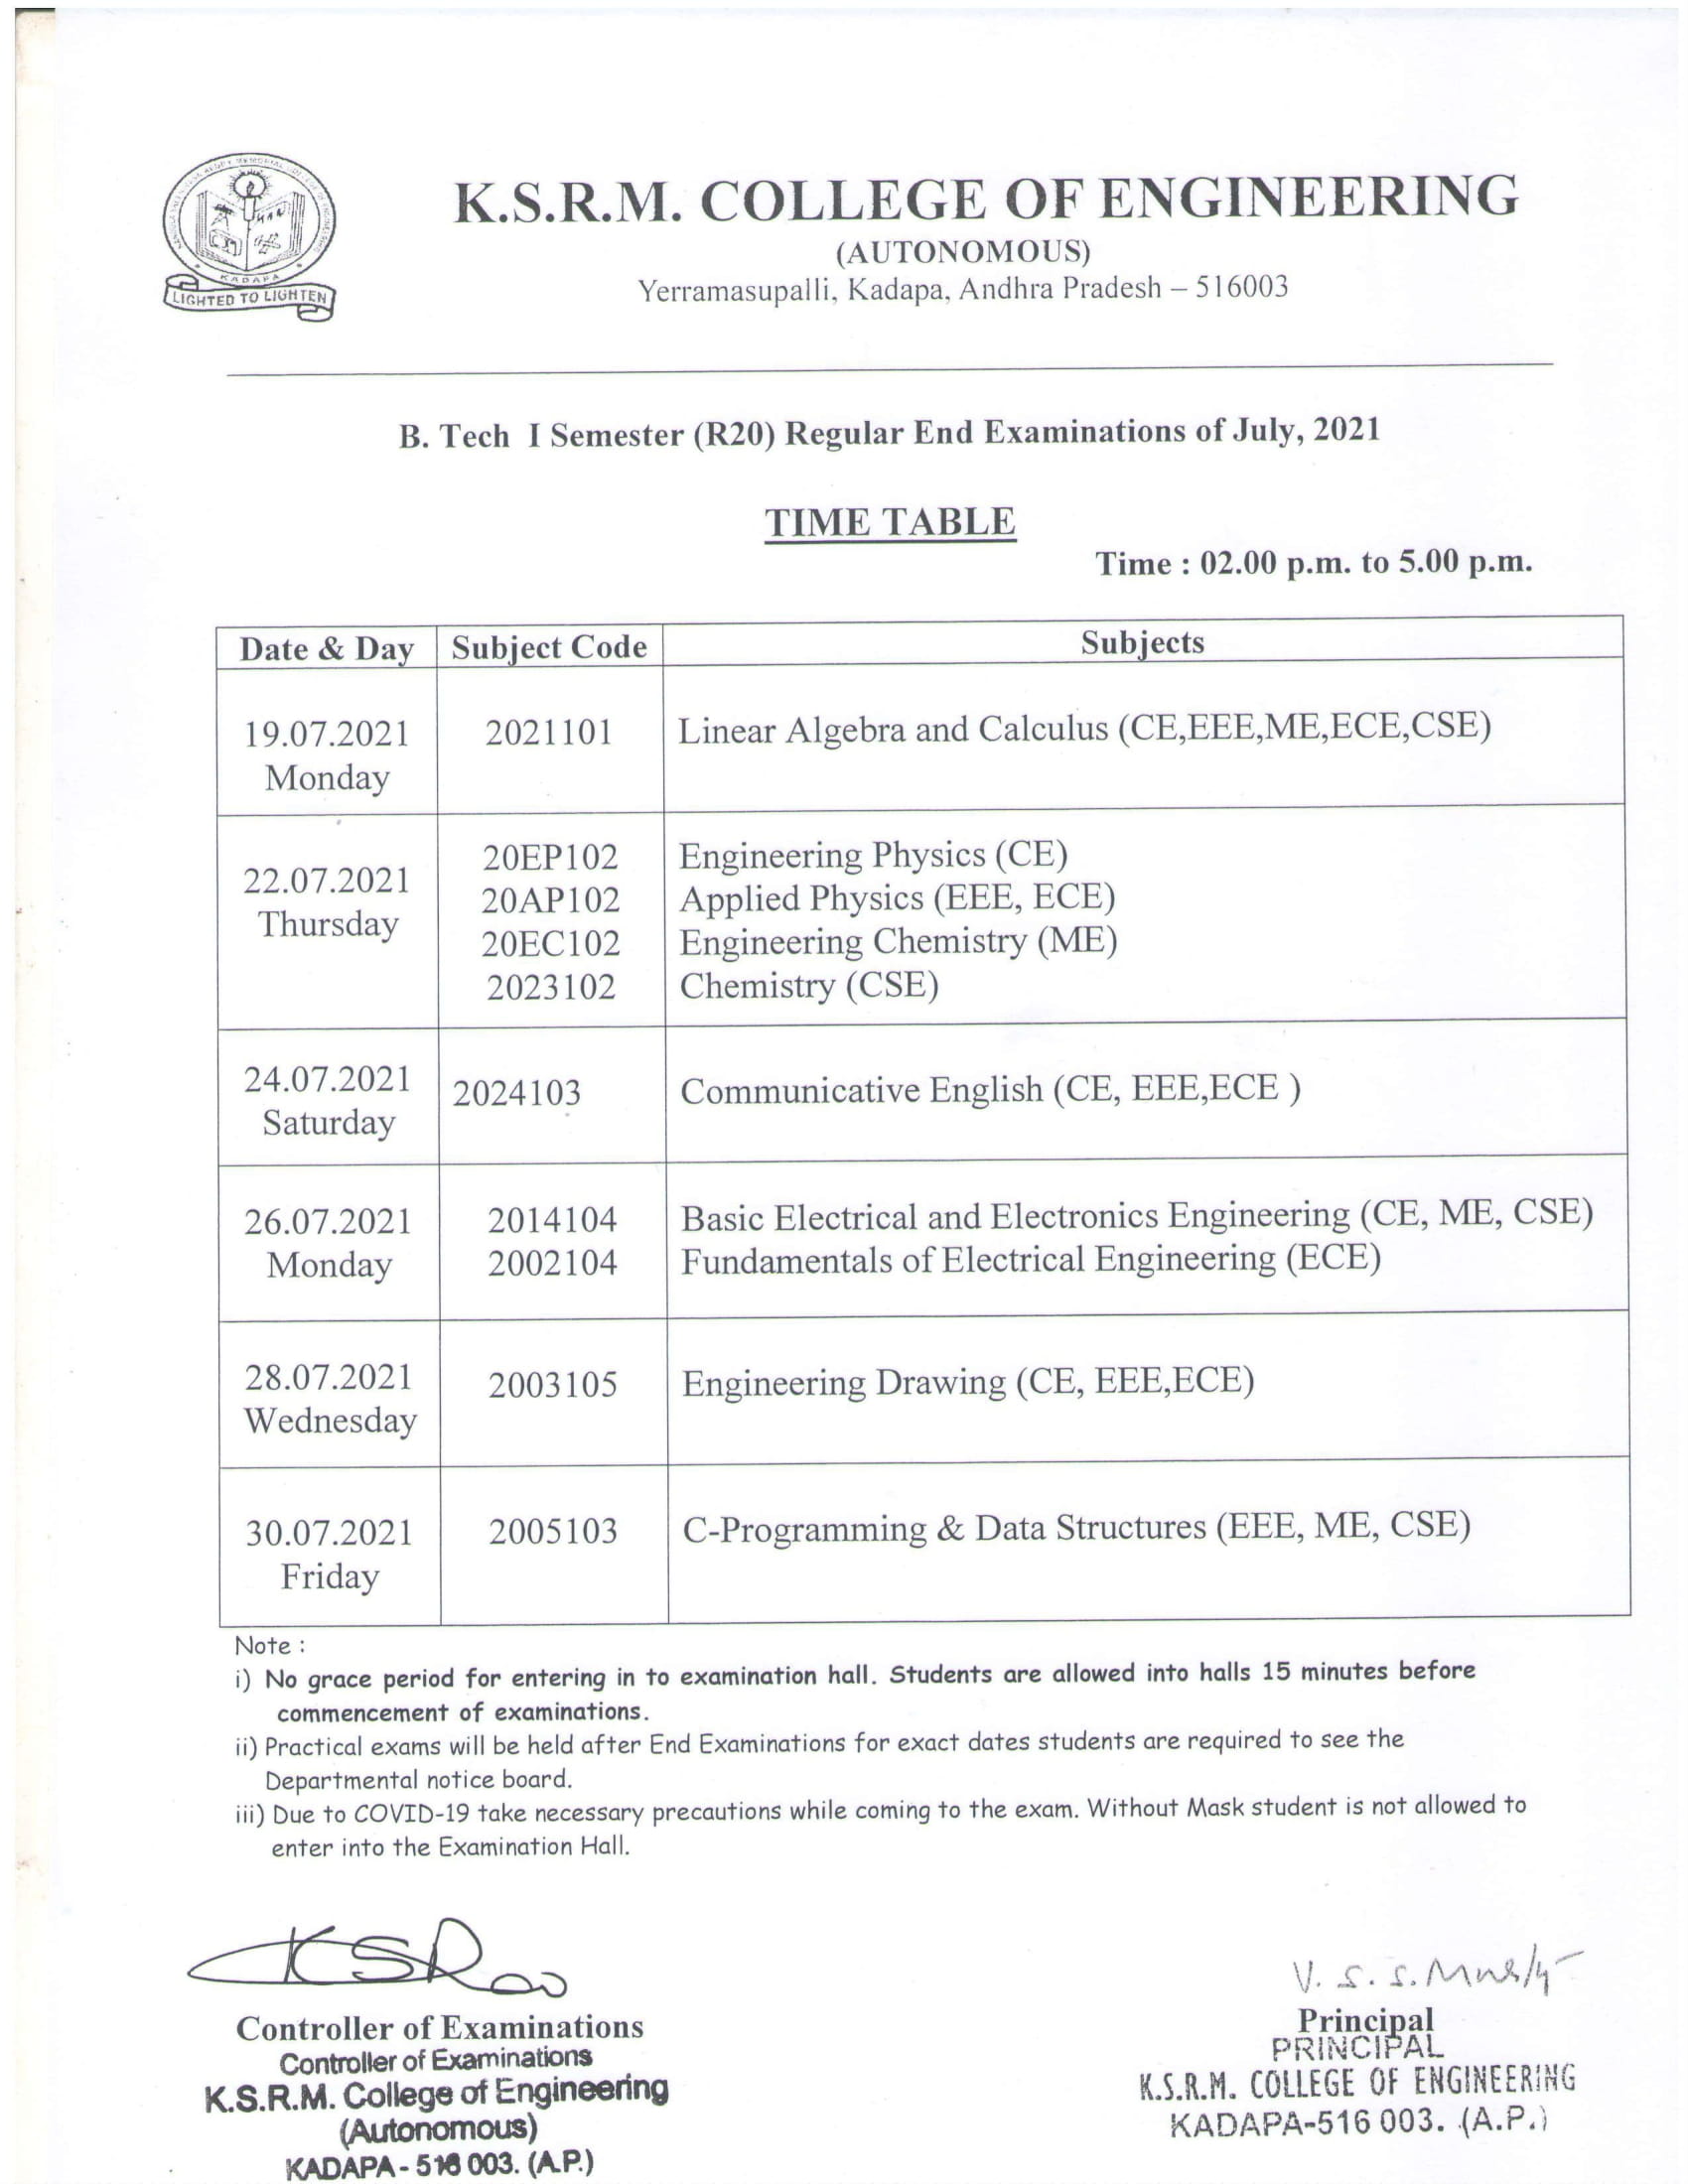 K.S.R.M. COLLEGE OF ENGINEERING
(AUTONOMOUS)
Yerramasupalli, Kadapa, Andhra Pradesh – 516003
KADAPA
LIGHTED TO LIGHTEN
B. Tech I Semester (R20) Regular End Examinations of July, 2021
TIME TABLE
Time : 02.00 p.m. to 5.00 p.m.
Date & Day Subject Code Subjects
19.07.2021 2021101 Linear Algebra and Calculus (CE,EEE,ME,ECE,CSE)
Monday
20EP102 Engineering Physics (CE)
22.07.2021 20AP102 Applied Physics (EEE, ECE)
Thursday 20EC102 Engineering Chemistry (ME)
2023102 Chemistry (CSE)
24.07.2021 2024103 Communicative English (CE, EEE,ECE )
Saturday
26.07.2021 2014104 Basic Electrical and Electronics Engineering (CE, ME, CSE)
Monday 2002104 Fundamentals of Electrical Engineering (ECE)
28.07.2021 2003105 Engineering Drawing (CE, EEE,ECE)
Wednesday
30.07.2021 2005103 C-Programming & Data Structures (EEE, ME, CSE)
Friday
Note :
i) No grace period for entering in to examination hall. Students are allowed into halls 15 minutes before
commencement of examinations.
ii) Practical exams will be held after End Examinations for exact dates students are required to see the
Departmental notice board.
iii) Due to COVID-19 take necessary precautions while coming to the exam. Without Mask student is not allowed to
enter into the Examination Hall.
KSRao
Controller of Examinations
Controller of Examinations
K.S.R.M. College of Engineering
(Autonomous)
KADAPA - 516 003. (A.P.)
V. S. S.
Principal
PRINCIPAL
K.S.R.M. COLLEGE OF ENGINEERING
KADAPA-516 003. (A.P.)